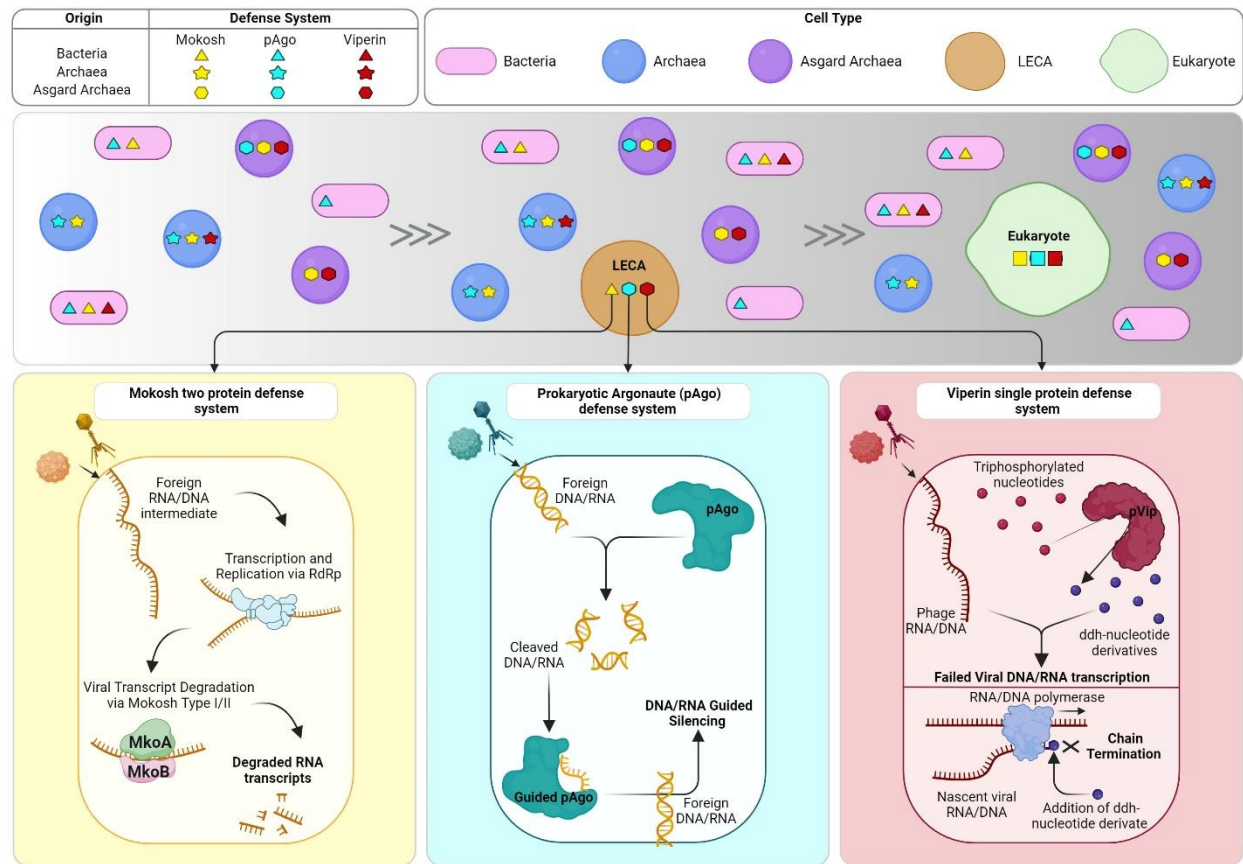 Origin
Defense System
Mokosh pAgo Viperin
Bacteria
Archaea
Asgard Archaea
Cell Type
Bacteria
Archaea
Asgard Archaea
LECA
Eukaryote
LECA
Eukaryote
Mokosh two protein defense
system
Foreign
RNA/DNA
intermediate
Transcription and
Replication via RdRp
Viral Transcript Degradation
via Mokosh Type I/II
MkoA
MkoB
Degraded RNA
transcripts
Prokaryotic Argonaute (pAgo)
defense system
Foreign
DNA/RNA
pAgo
Cleaved
DNA/RNA
DNA/RNA Guided
Silencing
Guided pAgo
Foreign
DNA/RNA
Viperin single protein defense
system
Triphosphorylated
nucleotides
pVip
Phage
RNA/DNA
ddh-nucleotide
derivatives
Failed Viral DNA/RNA transcription
RNA/DNA polymerase
Chain
Termination
Nascent viral
RNA/DNA
Addition of ddh-
nucleotide derivate